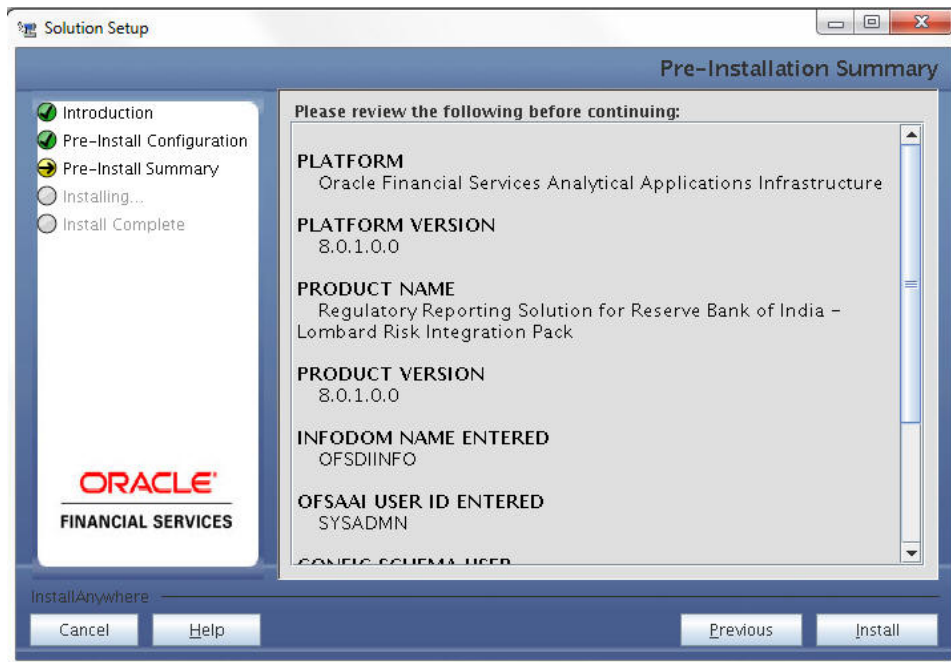 Solution Setup
Pre-Installation Summary
Introduction
Pre-Install Configuration
Pre-Install Summary
Installing...
Install Complete
ORACLE
FINANCIAL SERVICES
Please review the following before continuing:
PLATFORM
Oracle Financial Services Analytical Applications Infrastructure
PLATFORM VERSION
8.0.1.0.0
PRODUCT NAME
Regulatory Reporting Solution for Reserve Bank of India –
Lombard Risk Integration Pack
PRODUCT VERSION
8.0.1.0.0
INFODOM NAME ENTERED
OFSDIINFO
OFSAAI USER ID ENTERED
SYSADMN
CONFIG SCHEMA USER
InstallAnywhere
Cancel
Help
Previous
Install